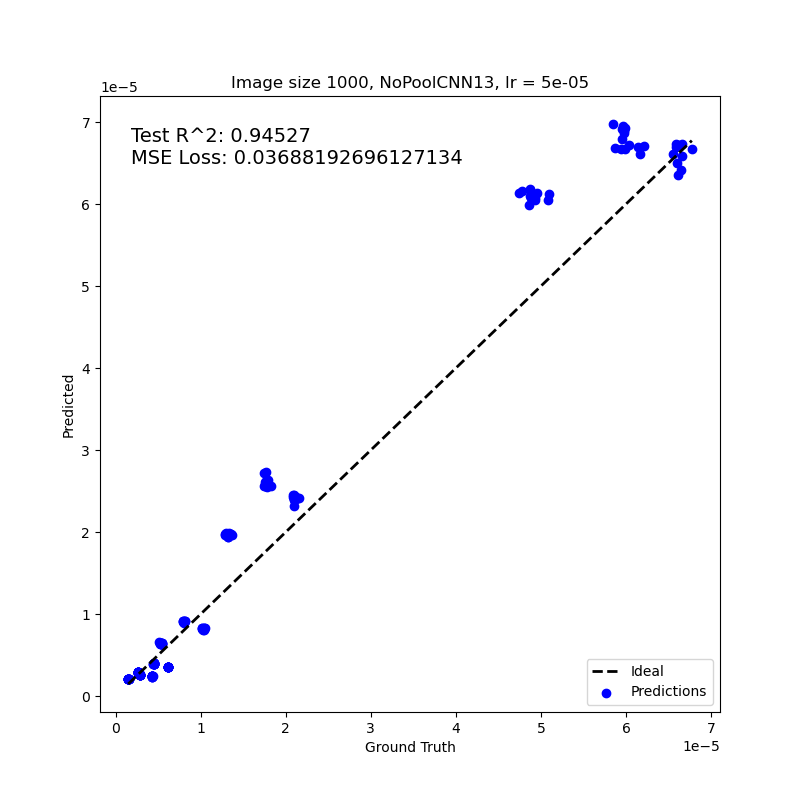 Image size 1000, NoPoolCNN13, lr = 5e-05
1e−5
Test R^2: 0.94527
MSE Loss: 0.03688192696127134
7
6
5
4
3
2
1
0
Predicted
Ideal
Predictions
0 1 2 3 4 5 6 7
Ground Truth
1e−5